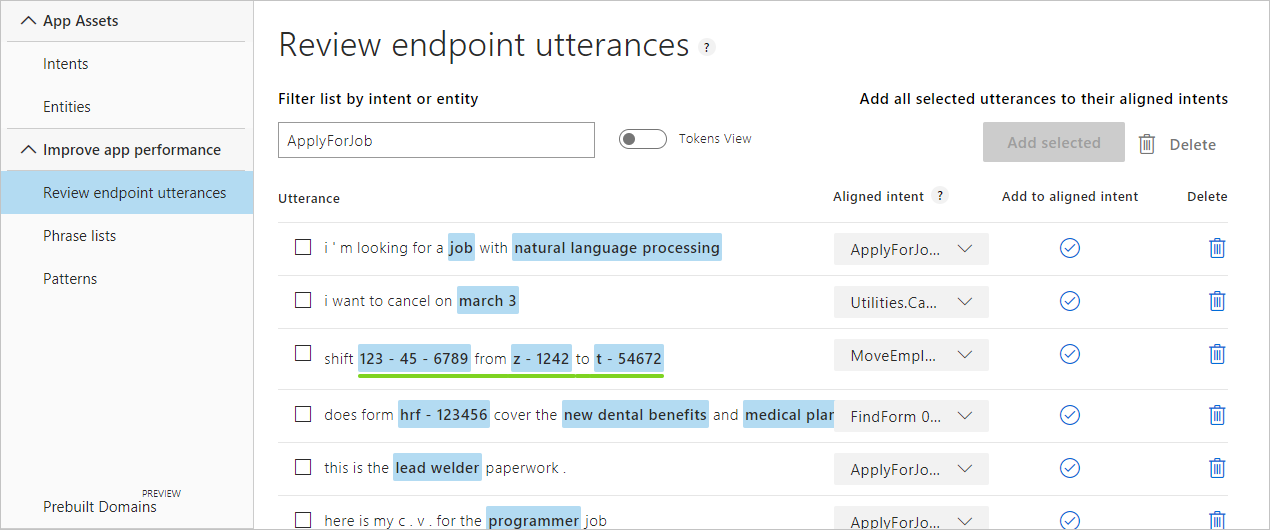 App Assets
Intents
Entities
Improve app performance
Review endpoint utterances
Phrase lists
Patterns
PREVIEW
Prebuilt Domains
Review endpoint utterances ?
Filter list by intent or entity
Add all selected utterances to their aligned intents
ApplyForJob
Tokens View
Add selected
Delete
Utterance Aligned intent ? Add to aligned intent Delete
i ' m looking for a job with natural language processing ApplyForJo...
i want to cancel on march 3 Utilities.Ca...
shift 123 - 45 - 6789 from z - 1242 to t - 54672 MoveEmpl...
does form hrf - 123456 cover the new dental benefits and medical plan FindForm 0...
this is the lead welder paperwork . ApplyForJo...
here is my c . v . for the programmer job ApplyForJo...